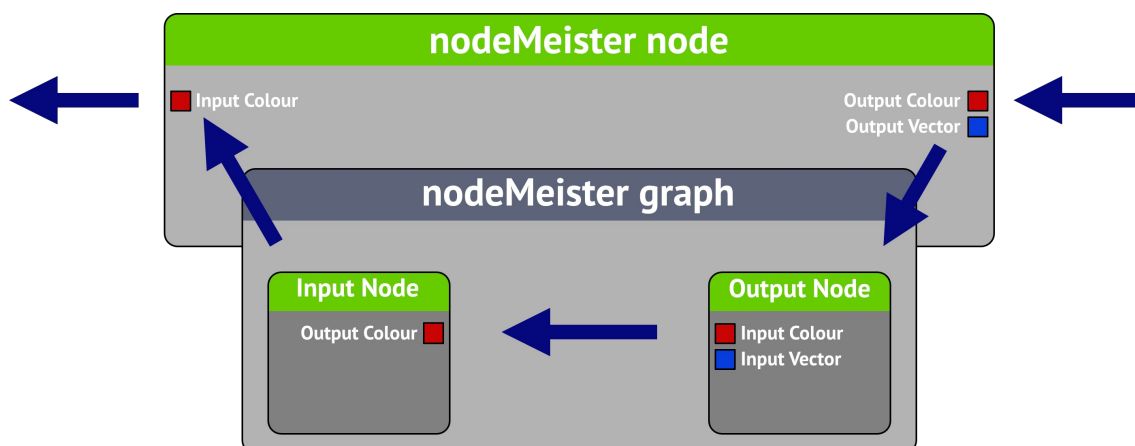 nodeMeister node
Input Colour
Output Colour
Output Vector
nodeMeister graph
Input Node
Output Colour
Output Node
Input Colour
Input Vector